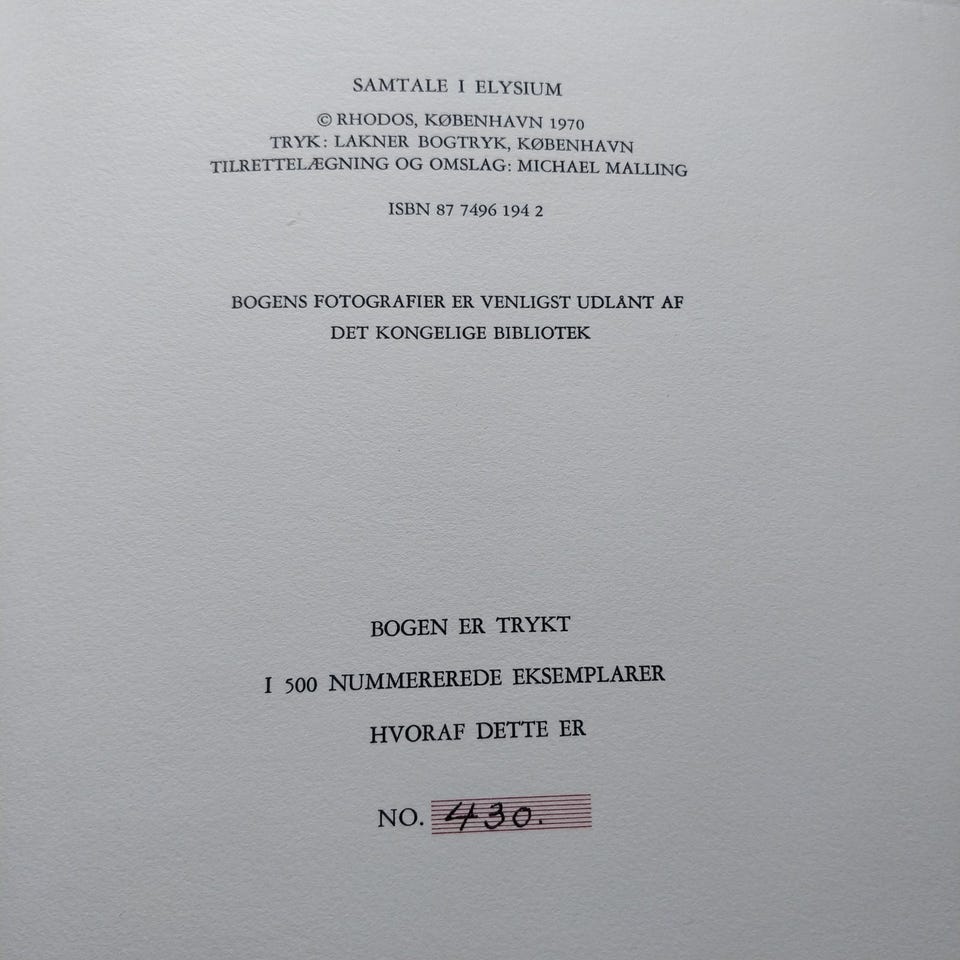 SAMTALE I ELYSIUM
© RHODOS, KØBENHAVN 1970
TRYK: LAKNER BOGTRYK, KØBENHAVN
TILRETTELÆGNING OG OMSLAG: MICHAEL MALLING
ISBN 87 7496 194 2
BOGENS FOTOGRAFIER ER VENLIGST UDLÅNT AF
DET KONGELIGE BIBLIOTEK
BOGEN ER TRYKT
I 500 NUMMEREREDE EKSEMPLARER
HVORAF DETTE ER
NO. 430.